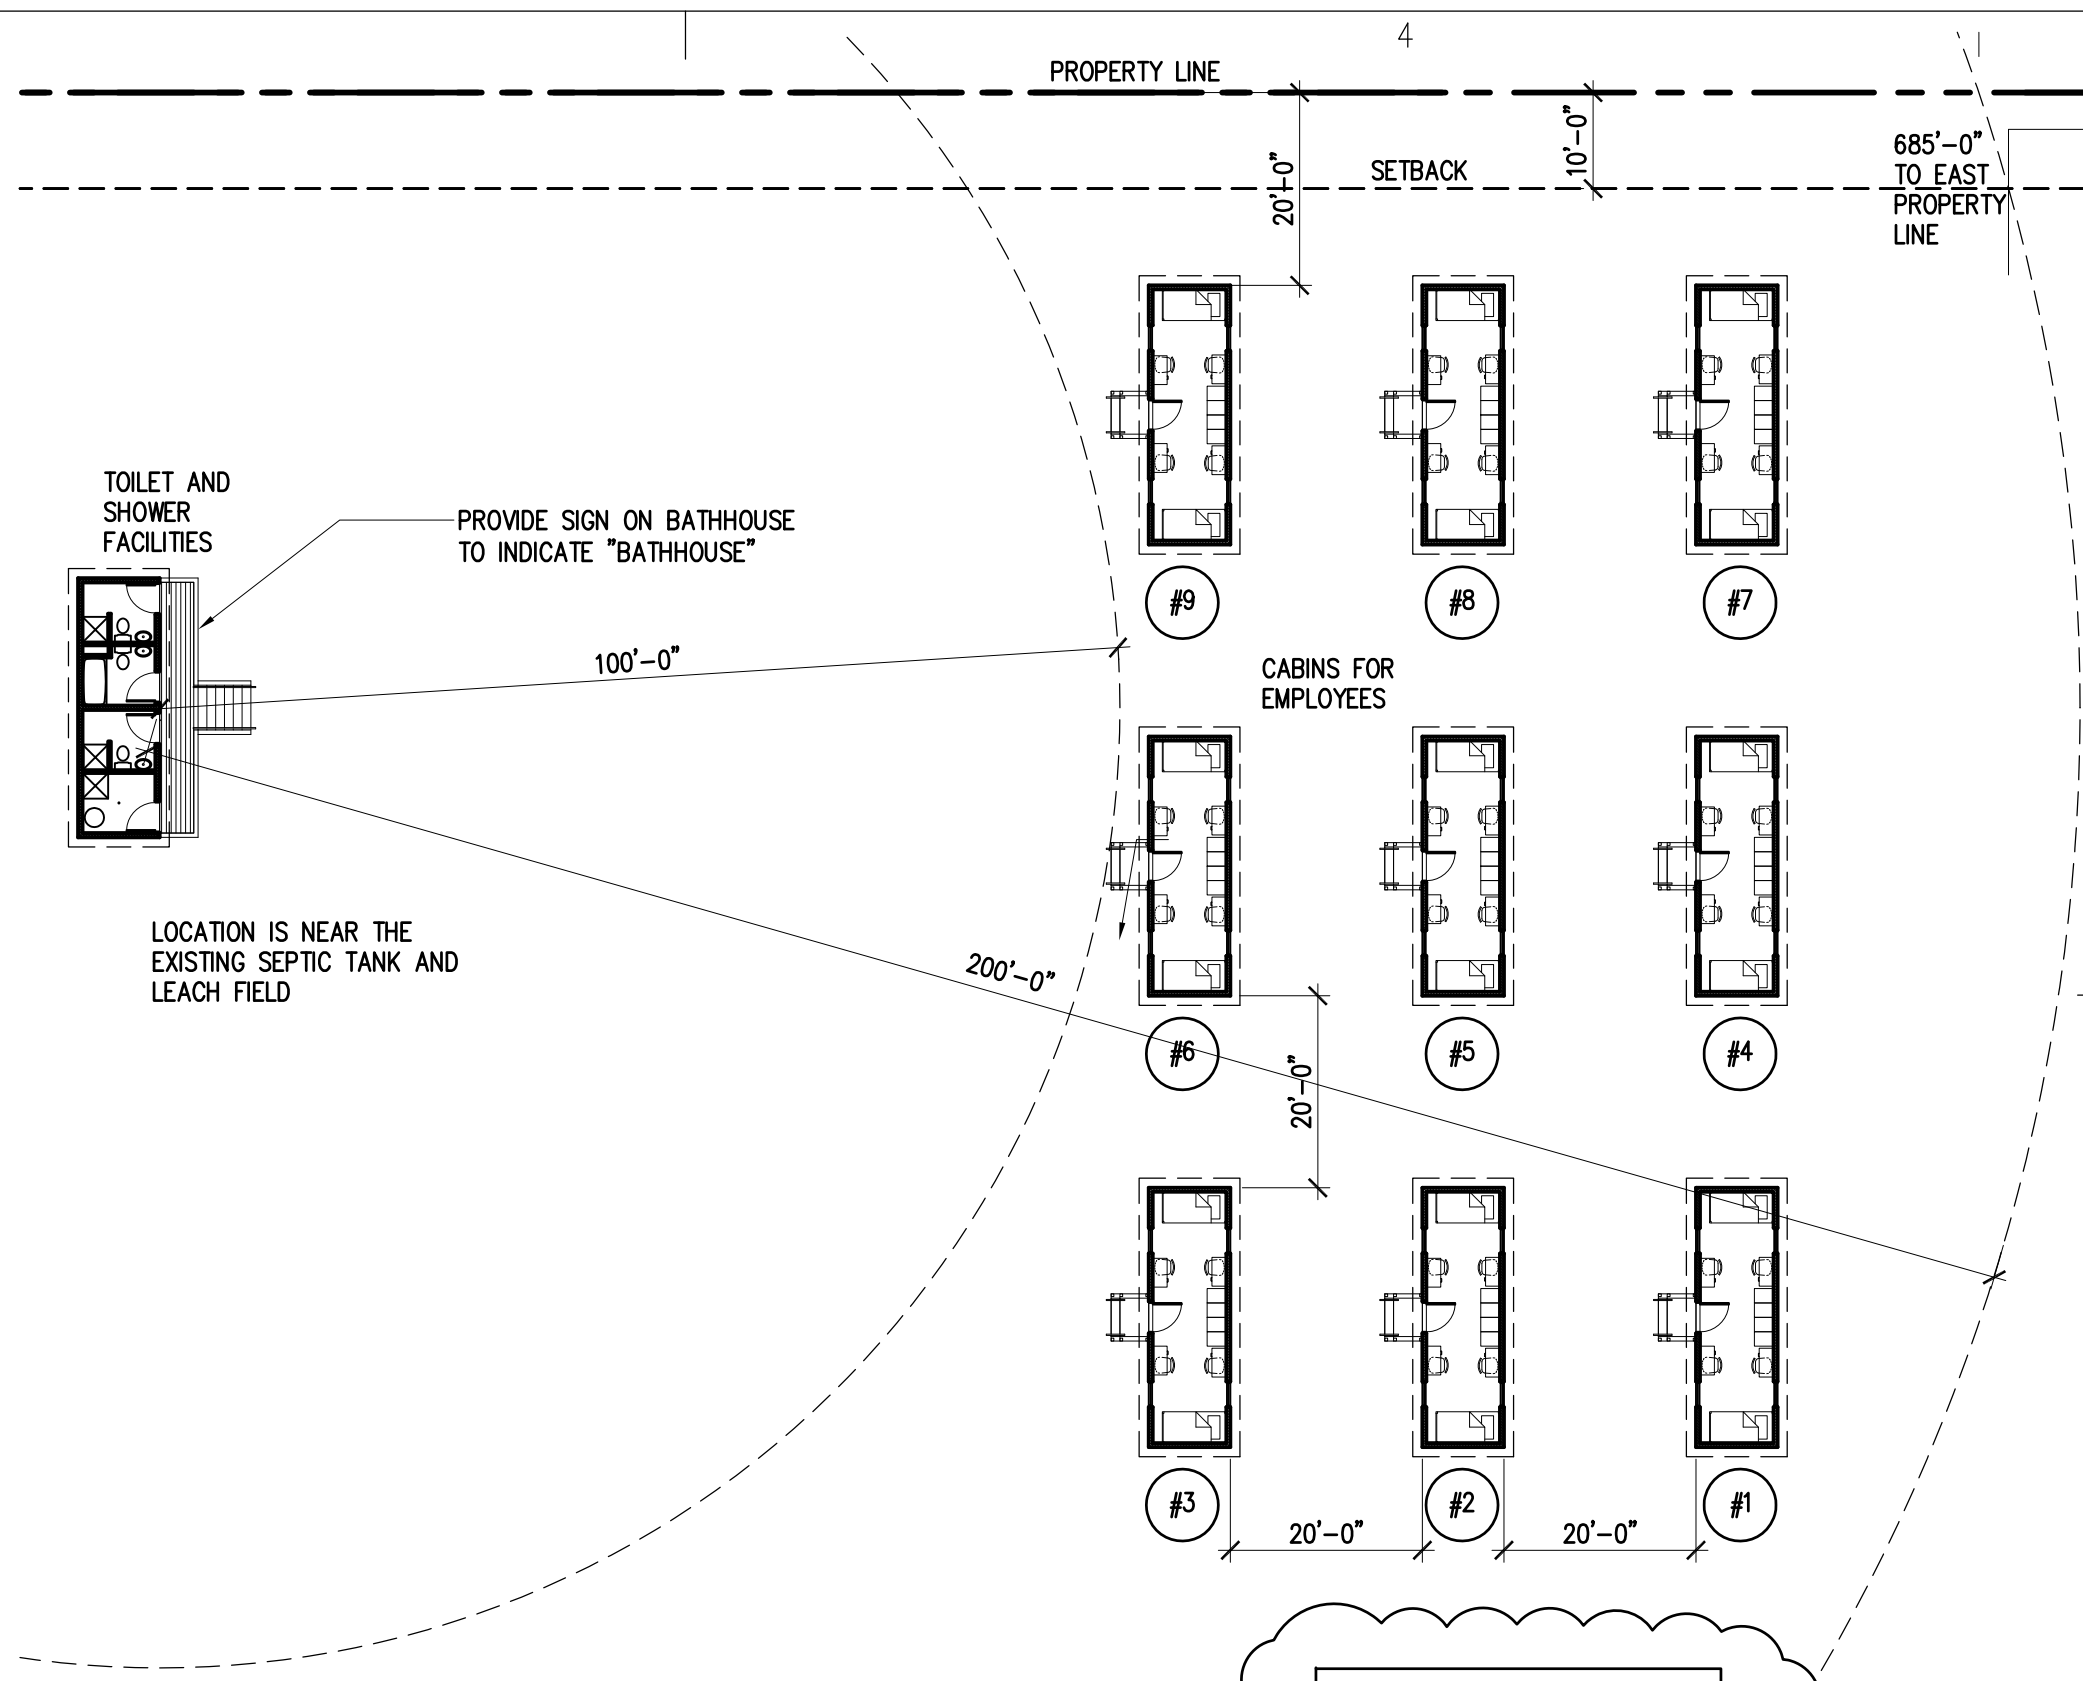 4
PROPERTY LINE
20'-0"
SETBACK
10'-0"
685'-0"
TO EAST
PROPERTY
LINE
TOILET AND
SHOWER
FACILITIES
PROVIDE SIGN ON BATHHOUSE
TO INDICATE "BATHHOUSE"
#9
#8
#7
100'-0"
CABINS FOR
EMPLOYEES
LOCATION IS NEAR THE
EXISTING SEPTIC TANK AND
LEACH FIELD
200'-0"
#6
#5
#4
20'-0"
#3
#2
#1
20'-0"
20'-0"